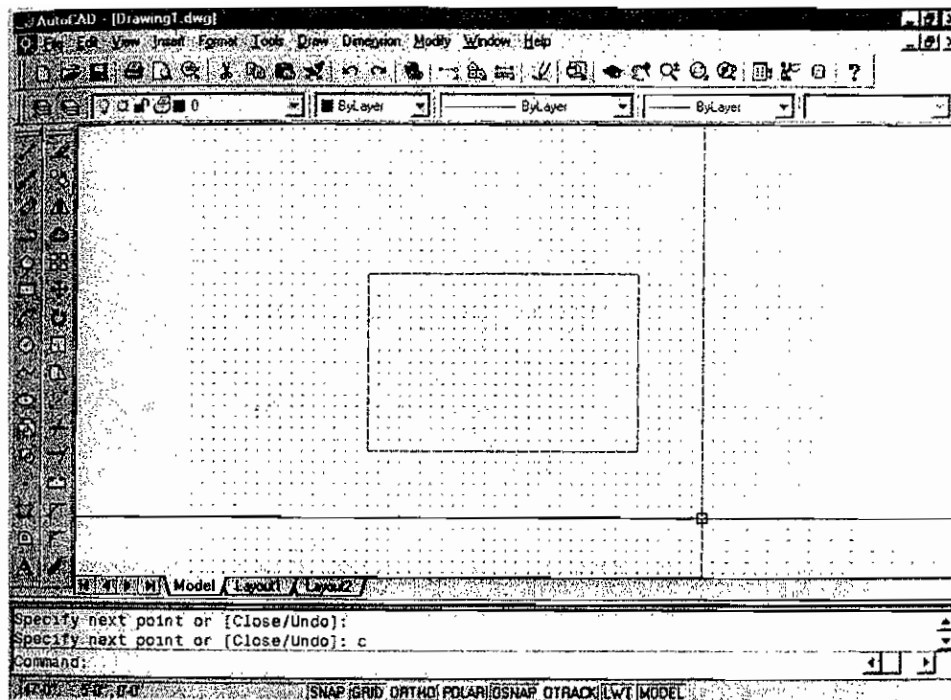 AutoCAD - [Drawing1.dwg]
File Edit View Insert Format Tools Draw Dimension Modify Window Help
0 ByLayer ByLayer ByLayer
Model Layout1 Layout2
Specify next point or [Close/Undo]:
Specify next point or [Close/Undo]: c
Command:
SNAP GRID ORTHO POLAR OSNAP OTRACK LWT MODEL